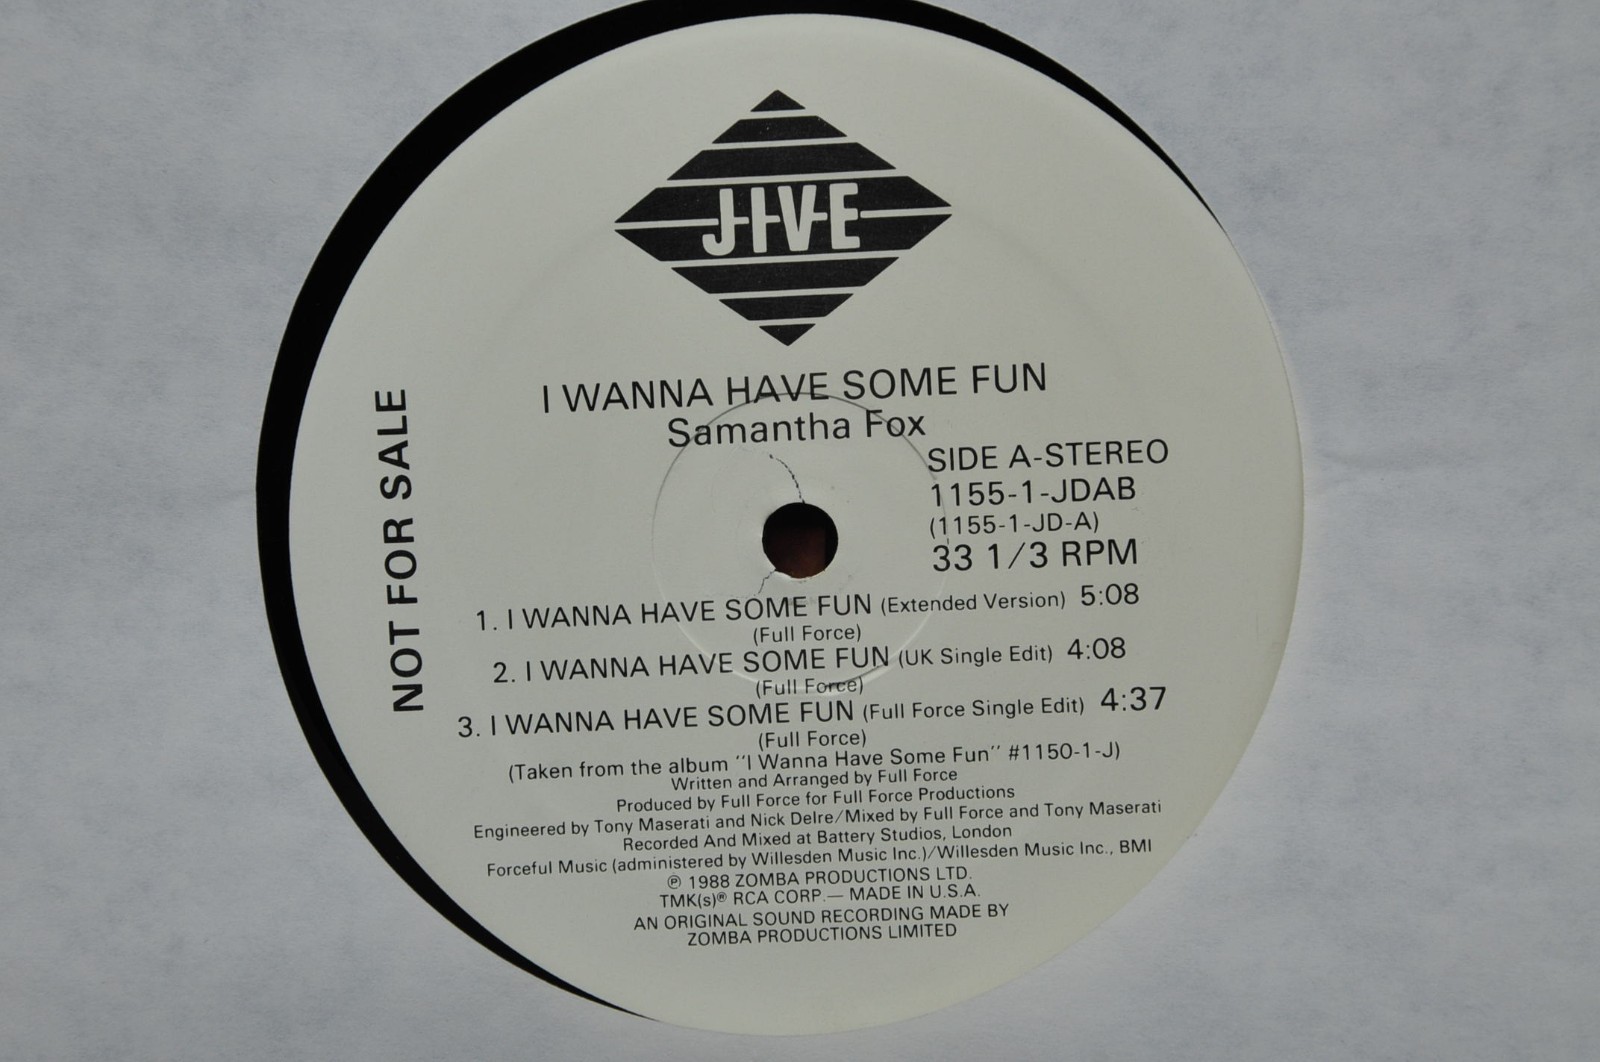 JIVE
I WANNA HAVE SOME FUN
Samantha Fox
NOT FOR SALE
SIDE A-STEREO
1155-1-JDAB
(1155-1-JD-A)
33 1/3 RPM
1. I WANNA HAVE SOME FUN (Extended Version) 5:08
(Full Force)
2. I WANNA HAVE SOME FUN (UK Single Edit) 4:08
(Full Force)
3. I WANNA HAVE SOME FUN (Full Force Single Edit) 4:37
(Full Force)
(Taken from the album "I Wanna Have Some Fun" #1150-1-J)
Written and Arranged by Full Force
Produced by Full Force for Full Force Productions
Engineered by Tony Maserati and Nick Delre/Mixed by Full Force and Tony Maserati
Recorded And Mixed at Battery Studios, London
Forceful Music (administered by Willesden Music Inc.)/Willesden Music Inc., BMI
℗ 1988 ZOMBA PRODUCTIONS LTD.
TMK(s)® RCA CORP.— MADE IN U.S.A.
AN ORIGINAL SOUND RECORDING MADE BY
ZOMBA PRODUCTIONS LIMITED